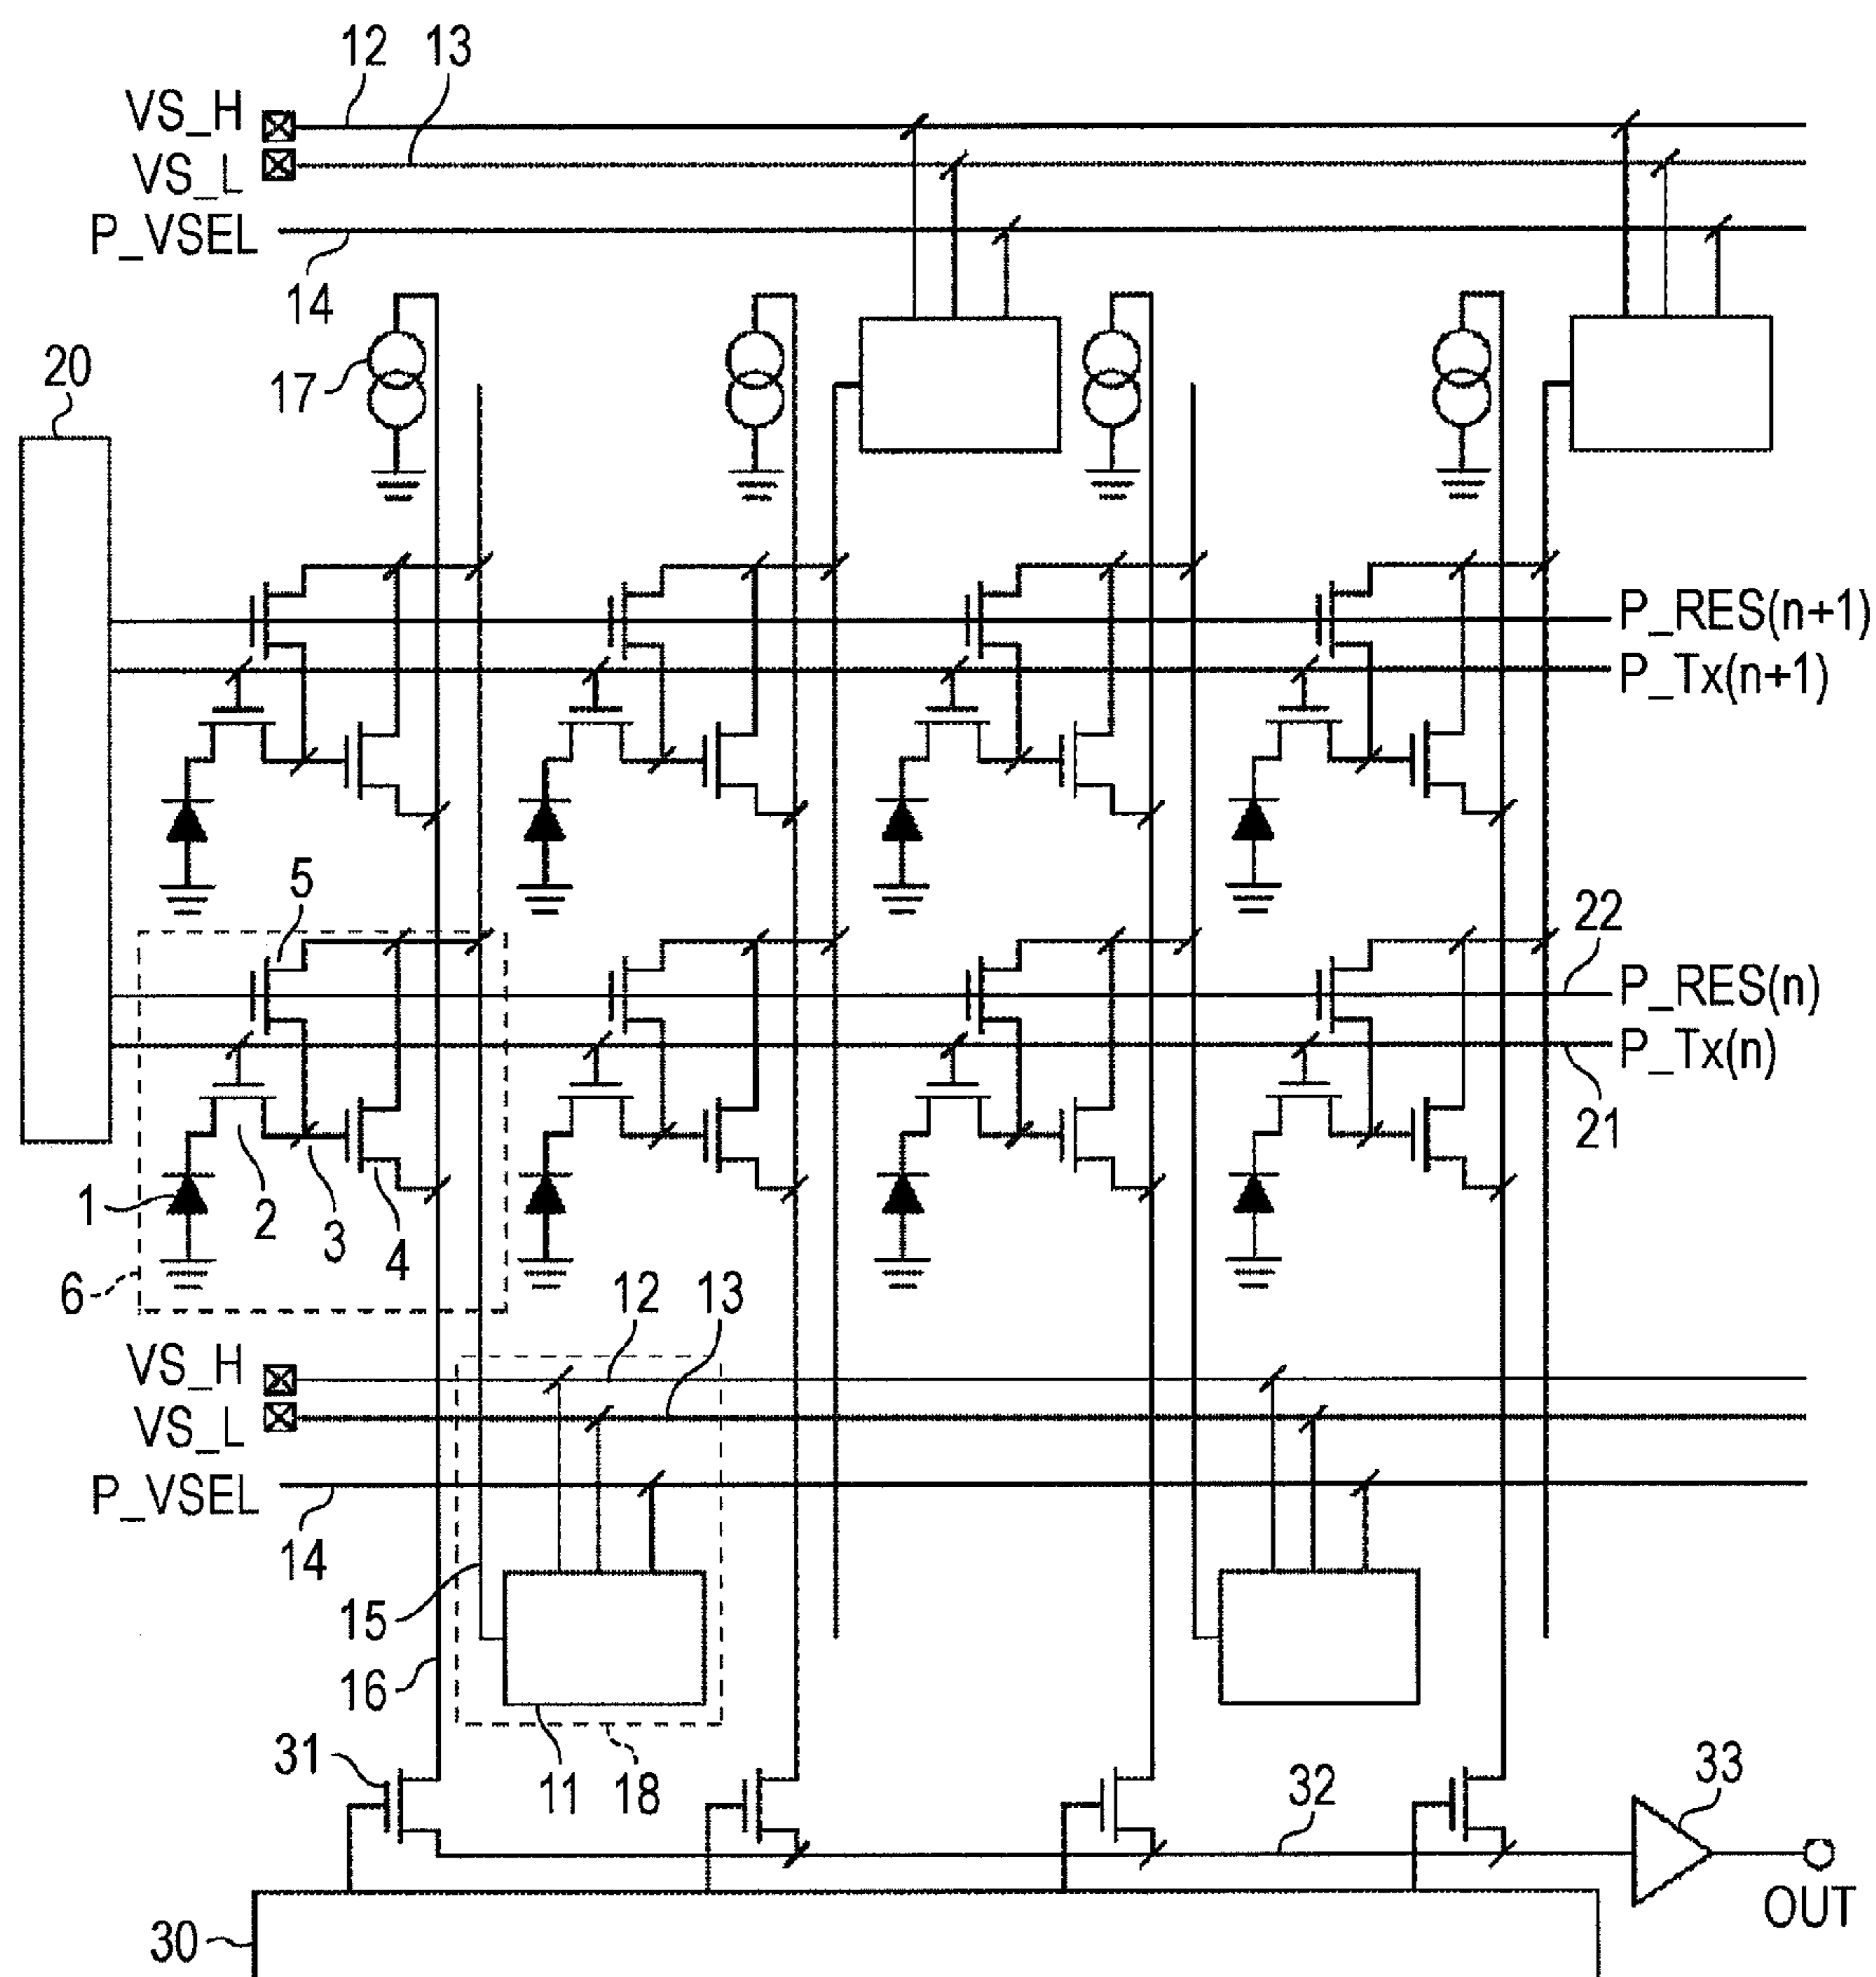 12 13
VS_H
VS_L
P_VSEL
14
20
17
P_RES(n+1)
P_Tx(n+1)
5
22
P_RES(n)
P_Tx(n)
21
1 2 3 4
6
12 13
VS_H
VS_L
P_VSEL
14
15
16
31
11 18
32
33
OUT
30